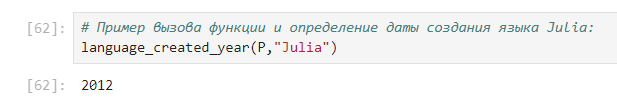 [62]: # Пример вызова функции и определение даты создания языка Julia:
language_created_year(P,"Julia")
[62]: 2012